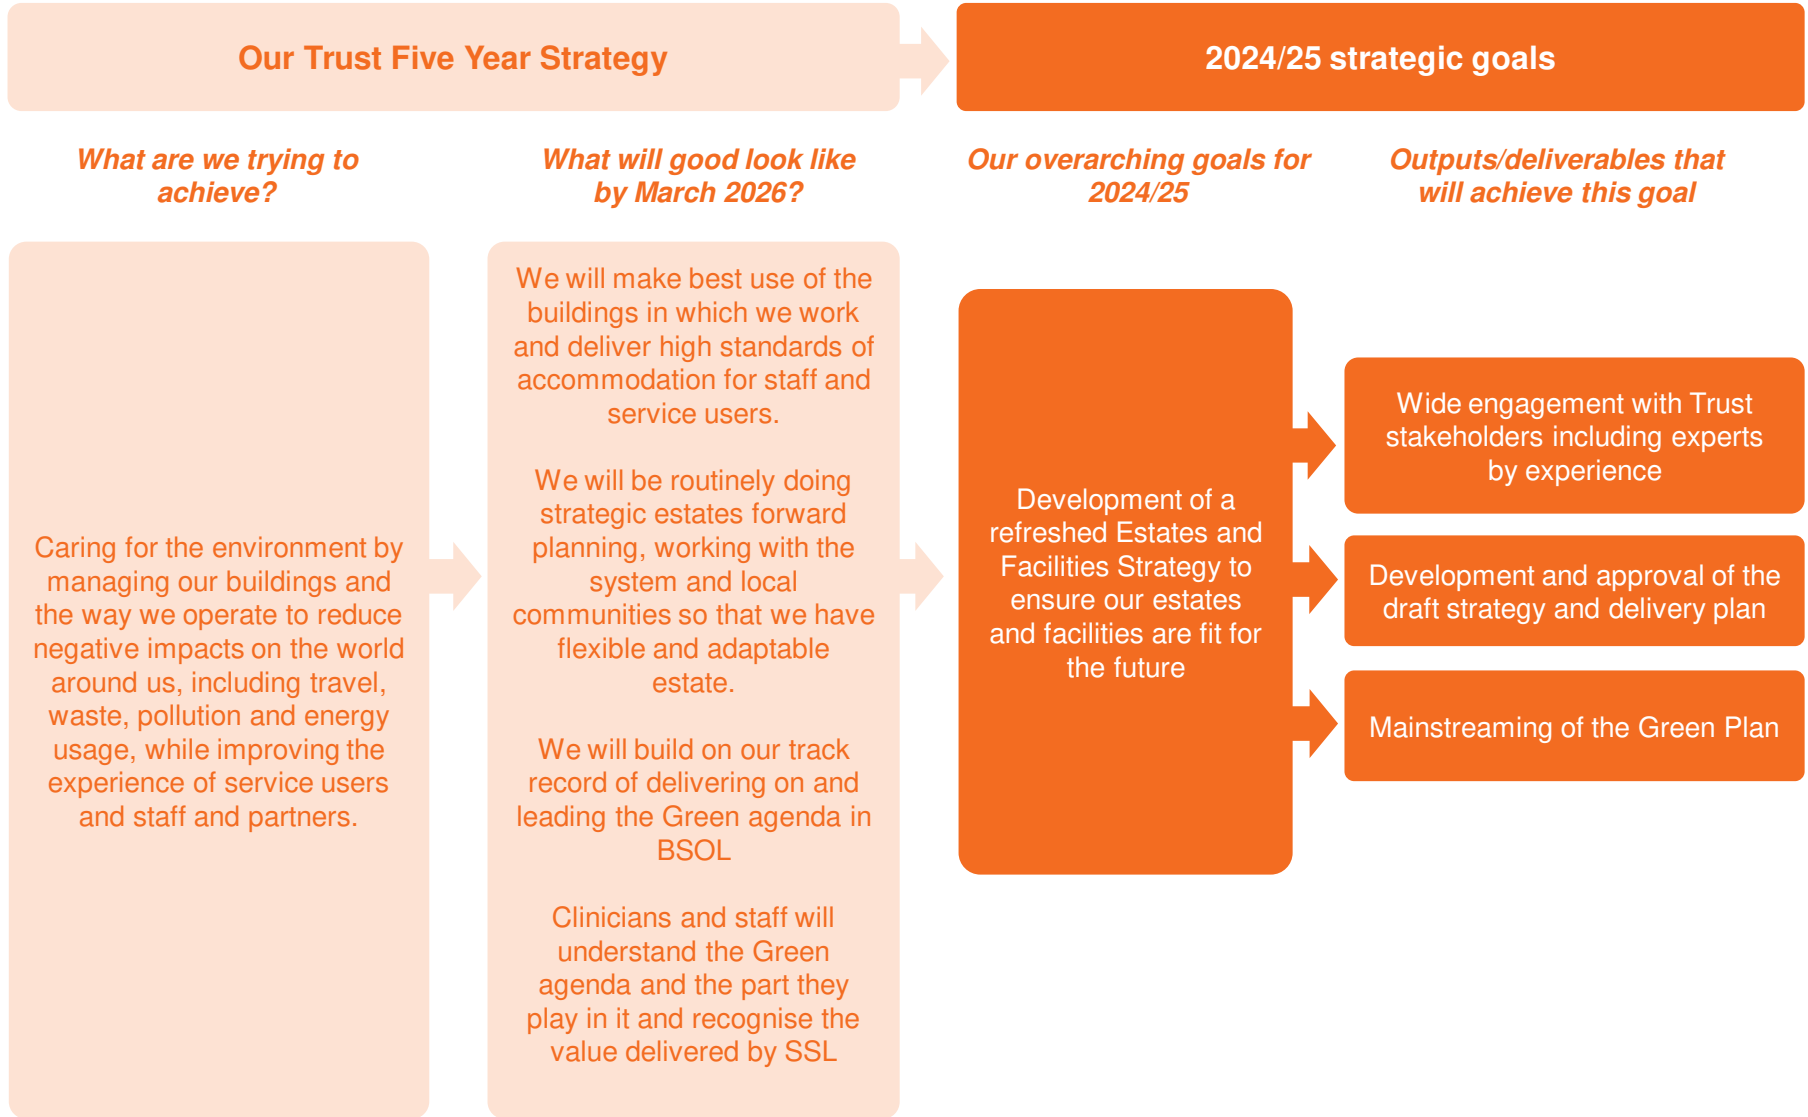 Our Trust Five Year Strategy
2024/25 strategic goals
What are we trying to
achieve?
What will good look like
by March 2026?
Our overarching goals for
2024/25
Outputs/deliverables that
will achieve this goal
Caring for the environment by
managing our buildings and
the way we operate to reduce
negative impacts on the world
around us, including travel,
waste, pollution and energy
usage, while improving the
experience of service users
and staff and partners.
We will make best use of the
buildings in which we work
and deliver high standards of
accommodation for staff and
service users.
We will be routinely doing
strategic estates forward
planning, working with the
system and local
communities so that we have
flexible and adaptable
estate.
We will build on our track
record of delivering on and
leading the Green agenda in
BSOL
Clinicians and staff will
understand the Green
agenda and the part they
play in it and recognise the
value delivered by SSL
Development of a
refreshed Estates and
Facilities Strategy to
ensure our estates
and facilities are fit for
the future
Wide engagement with Trust
stakeholders including experts
by experience
Development and approval of the
draft strategy and delivery plan
Mainstreaming of the Green Plan